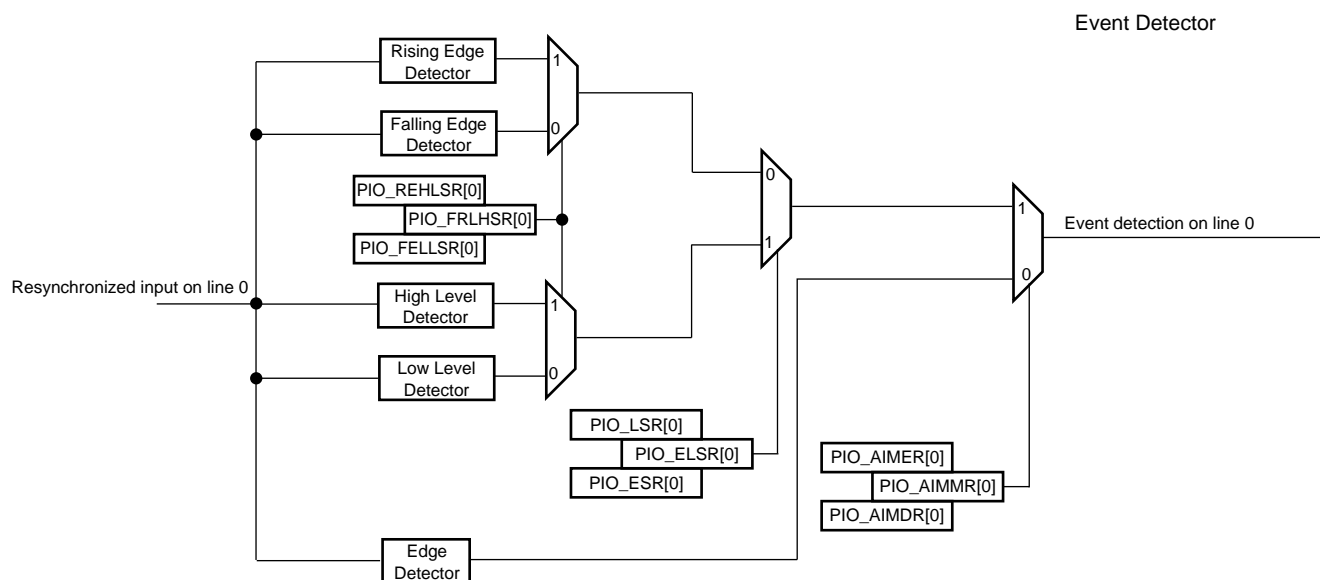 Event Detector
Rising Edge
Detector
1
Falling Edge
Detector
0
PIO_REHLSR[0]
PIO_FRLHSR[0]
PIO_FELLSR[0]
0
1
1
Event detection on line 0
0
Resynchronized input on line 0
High Level
Detector
1
Low Level
Detector
0
PIO_LSR[0]
PIO_ELSR[0]
PIO_ESR[0]
PIO_AIMER[0]
PIO_AIMMR[0]
PIO_AIMDR[0]
Edge
Detector